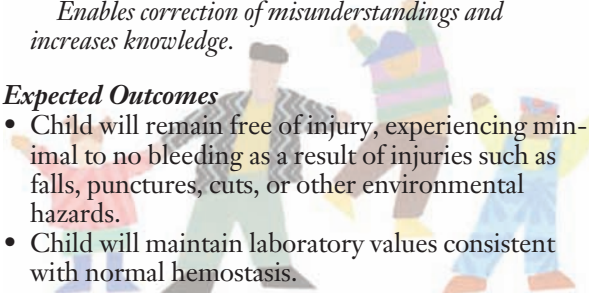 Enables correction of misunderstandings and
increases knowledge.
Expected Outcomes
• Child will remain free of injury, experiencing min-
imal to no bleeding as a result of injuries such as
falls, punctures, cuts, or other environmental
hazards.
• Child will maintain laboratory values consistent
with normal hemostasis.